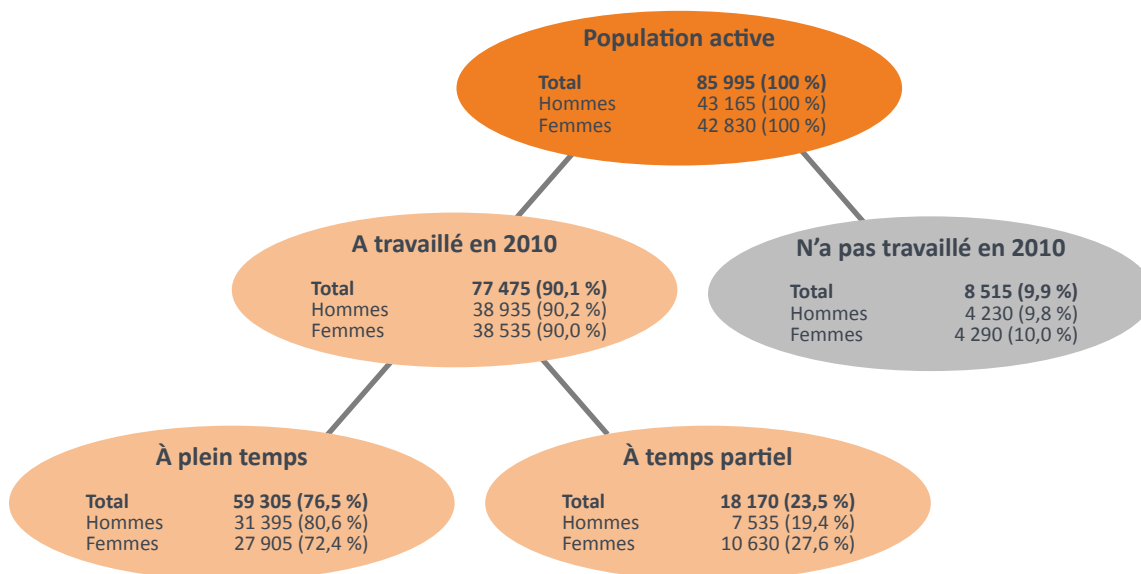 Population active
Total 85 995 (100 %)
Hommes 43 165 (100 %)
Femmes 42 830 (100 %)
A travaillé en 2010
Total 77 475 (90,1 %)
Hommes 38 935 (90,2 %)
Femmes 38 535 (90,0 %)
N'a pas travaillé en 2010
Total 8 515 (9,9 %)
Hommes 4 230 (9,8 %)
Femmes 4 290 (10,0 %)
À plein temps
Total 59 305 (76,5 %)
Hommes 31 395 (80,6 %)
Femmes 27 905 (72,4 %)
À temps partiel
Total 18 170 (23,5 %)
Hommes 7 535 (19,4 %)
Femmes 10 630 (27,6 %)